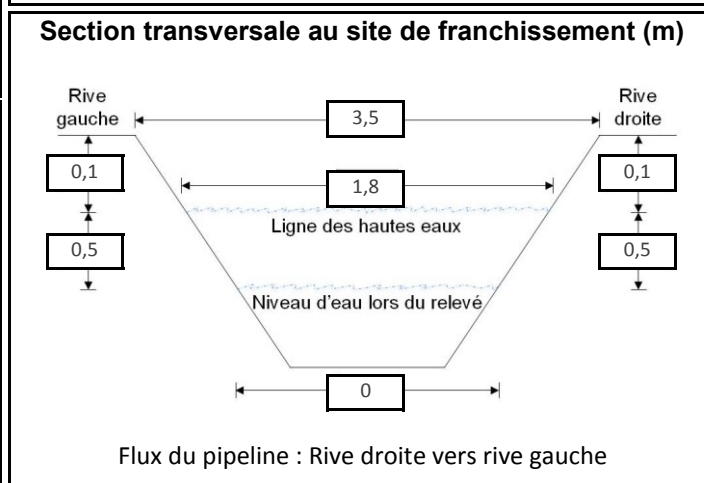 Section transversale au site de franchissement (m)
Rive gauche
3,5
Rive droite
0,1
1,8
0,1
Ligne des hautes eaux
0,5
0,5
Niveau d'eau lors du relevé
0
Flux du pipeline : Rive droite vers rive gauche